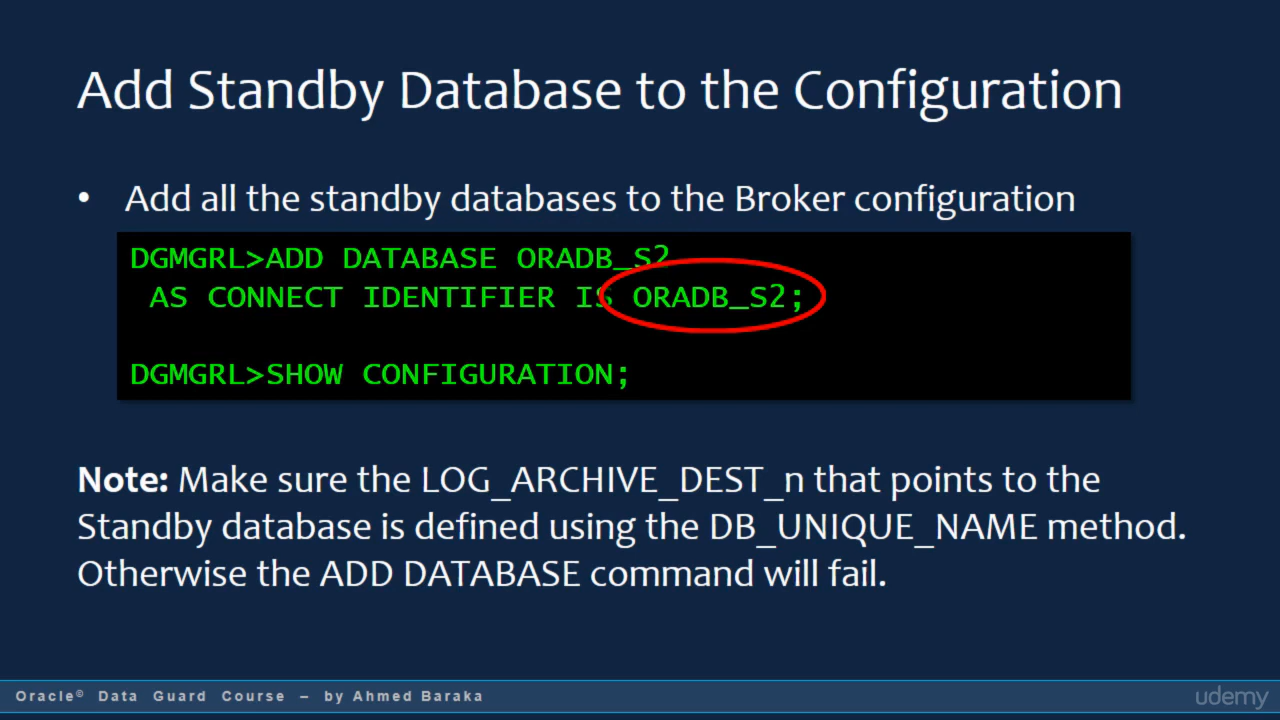 Add Standby Database to the Configuration
• Add all the standby databases to the Broker configuration
DGMGRL>ADD DATABASE ORADB_S2
AS CONNECT IDENTIFIER IS ORADB_S2;
DGMGRL>SHOW CONFIGURATION;
Note: Make sure the LOG_ARCHIVE_DEST_n that points to the
Standby database is defined using the DB_UNIQUE_NAME method.
Otherwise the ADD DATABASE command will fail.
Oracle© Data Guard Course – by Ahmed Baraka
udemy